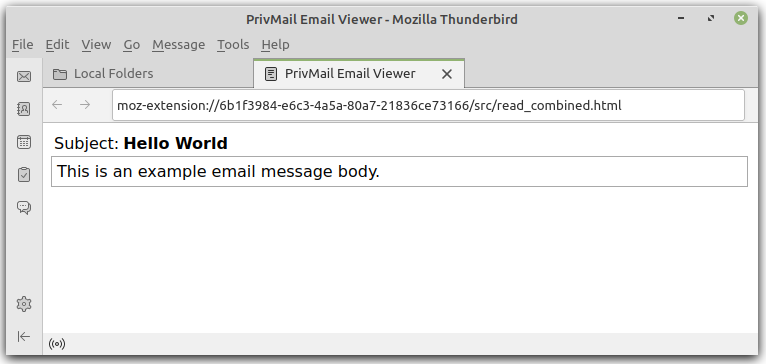 PrivMail Email Viewer - Mozilla Thunderbird
File Edit View Go Message Tools Help
Local Folders PrivMail Email Viewer
moz-extension://6b1f3984-e6c3-4a5a-80a7-21836ce73166/src/read_combined.html
Subject: Hello World
This is an example email message body.